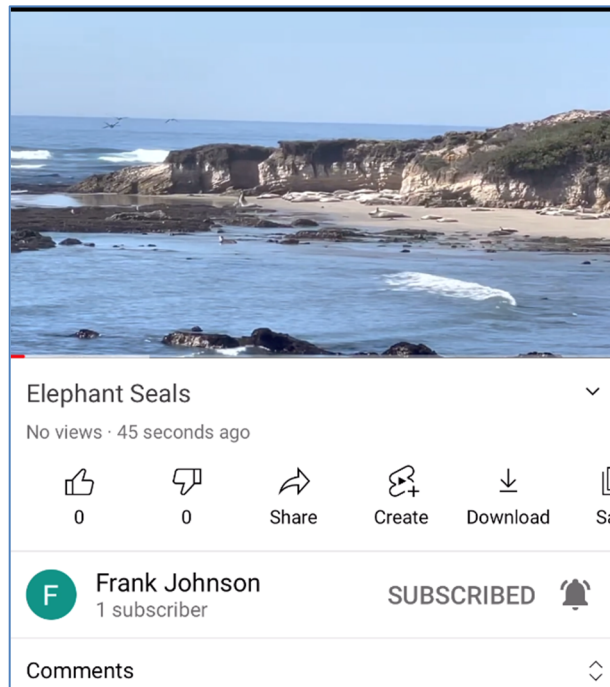 Elephant Seals
No views · 45 seconds ago
0 0 Share Create Download
F
Frank Johnson
1 subscriber
SUBSCRIBED
Comments